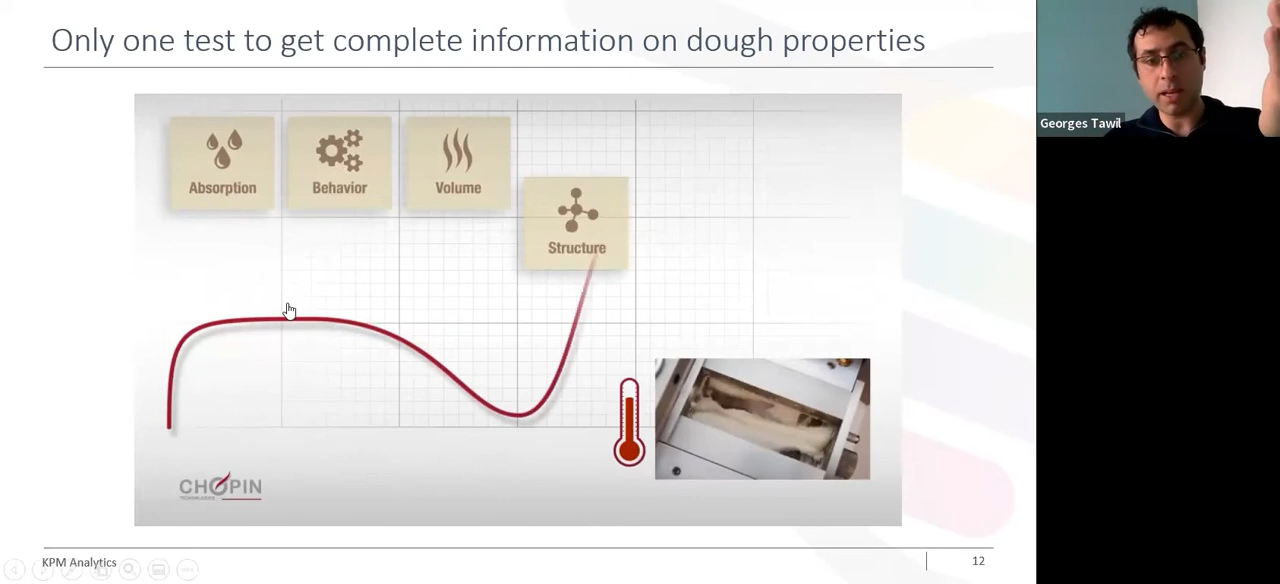 Only one test to get complete information on dough properties
Georges Tawil
Absorption
Behavior
Volume
Structure
CHOPIN
TECHNOLOGIES
KPM Analytics
12